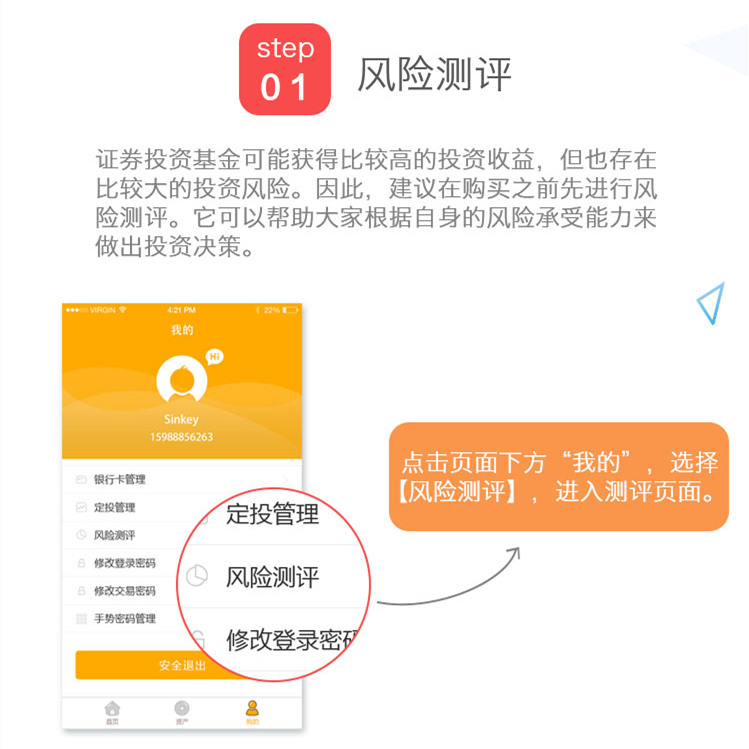 step
01
风险测评
证券投资基金可能获得比较高的投资收益，但也存在
比较大的投资风险。因此，建议在购买之前先进行风
险测评。它可以帮助大家根据自身的风险承受能力来
做出投资决策。
VIRGIN
4:21 PM
22%
我的
Hi
Sinkey
15988856263
银行卡管理
定投管理
风险测评
修改登录密码
修改交易密码
手势密码管理
安全退出
首页
资产
我的
定投管理
风险测评
修改登录密码
点击页面下方“我的”，选择
【风险测评】，进入测评页面。